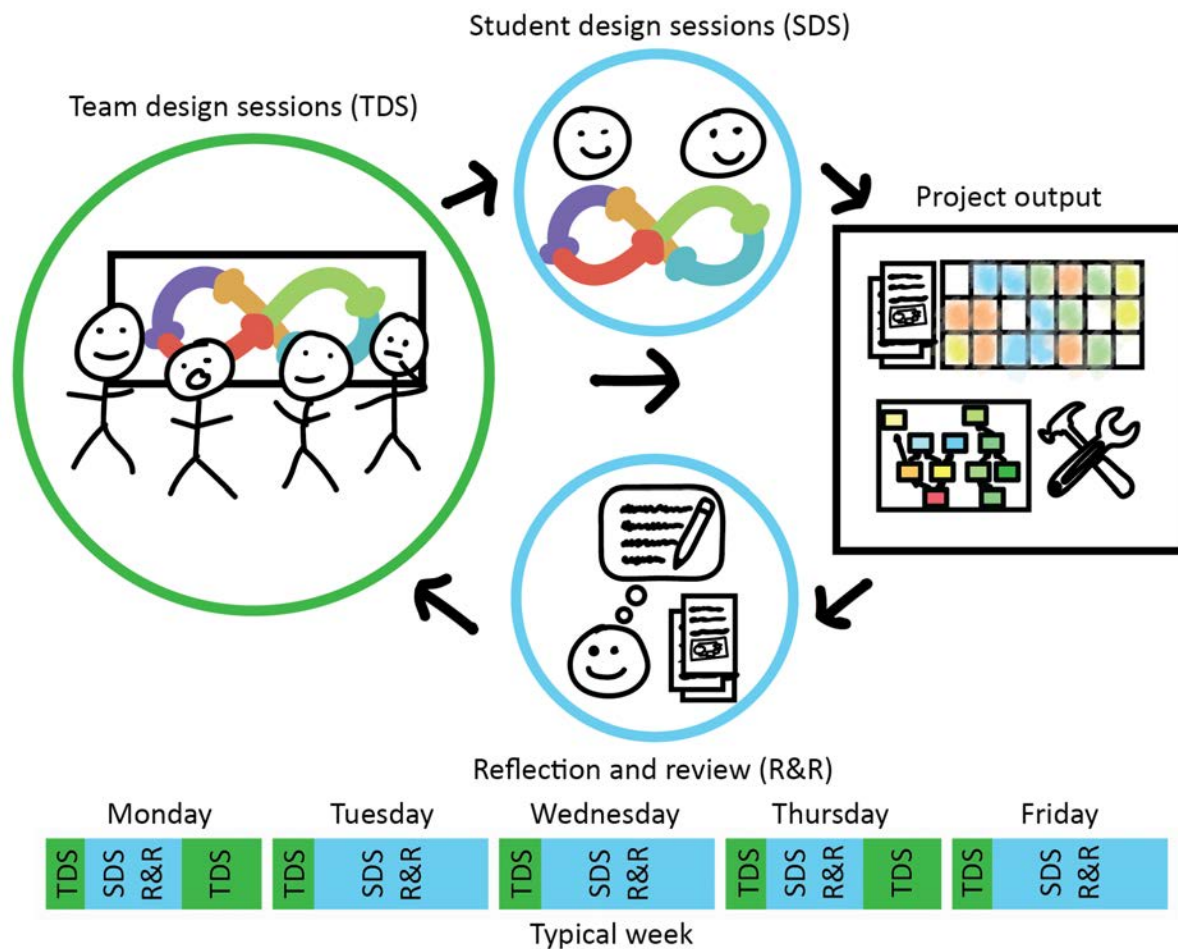 Student design sessions (SDS)
Team design sessions (TDS)
Project output
Reflection and review (R&R)
Monday
Tuesday
Wednesday
Thursday
Friday
TDS
SDS
R&R
TDS
TDS
SDS
R&R
TDS
SDS
R&R
TDS
SDS
R&R
TDS
TDS
SDS
R&R
Typical week